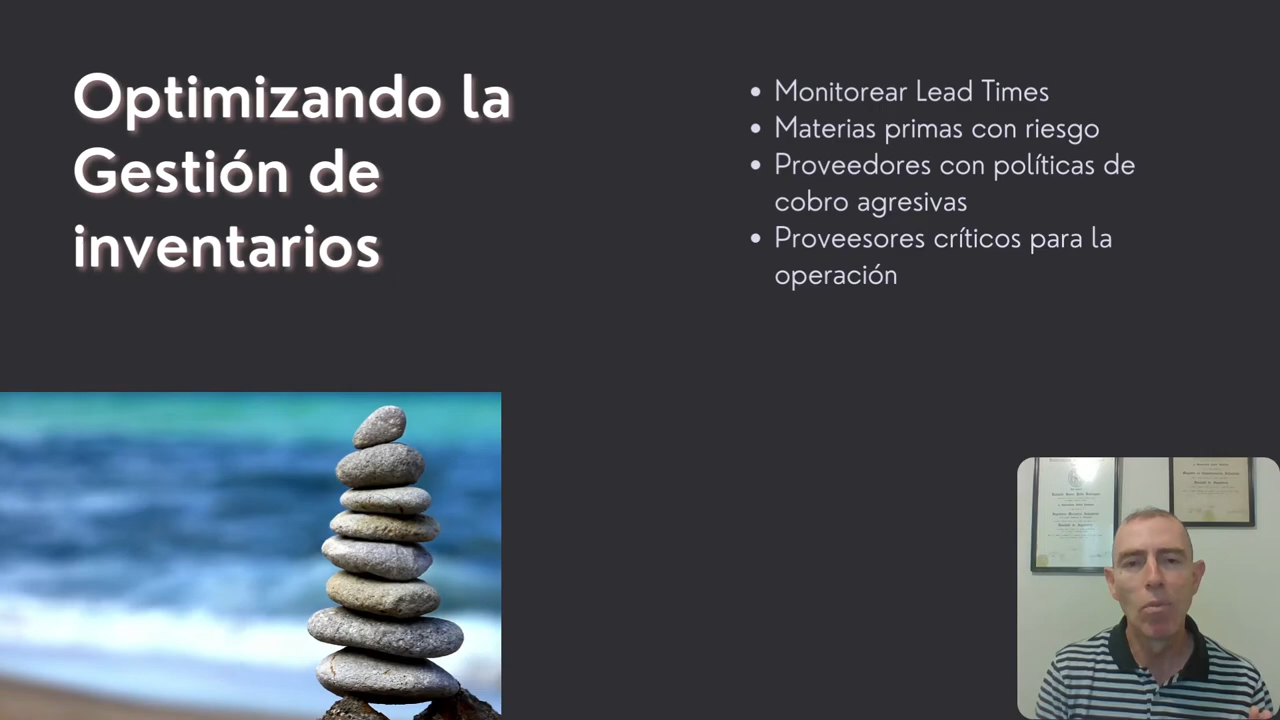 Optimizando la
Gestión de
inventarios
• Monitorear Lead Times
• Materias primas con riesgo
• Proveedores con políticas de
cobro agresivas
• Proveesores críticos para la
operación